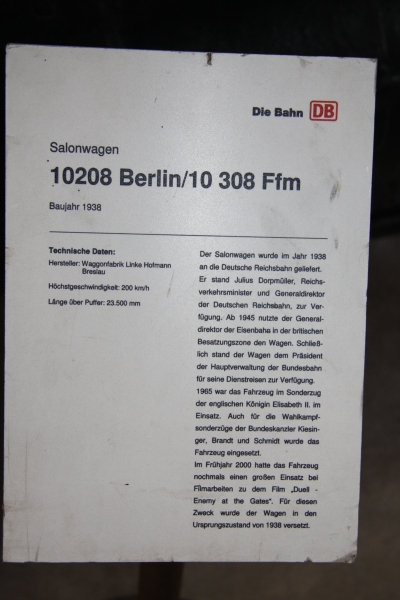 Die Bahn DB
Salonwagen
10208 Berlin/10 308 Ffm
Baujahr 1938
Technische Daten:
Hersteller: Waggonfabrik Linke Hofmann
Breslau
Höchstgeschwindigkeit: 200 km/h
Länge über Puffer: 23.500 mm
Der Salonwagen wurde im Jahr 1938
an die Deutsche Reichsbahn geliefert.
Er stand Julius Dorpmüller, Reichs-
verkehrsminister und Generaldirektor
der Deutschen Reichsbahn, zur Ver-
fügung. Ab 1945 nutzte der General-
direktor der Eisenbahn in der britischen
Besatzungszone den Wagen. Schließ-
lich stand der Wagen dem Präsident
der Hauptverwaltung der Bundesbahn
für seine Dienstreisen zur Verfügung.
1965 war das Fahrzeug im Sonderzug
der englischen Königin Elisabeth II. im
Einsatz. Auch für die Wahlkampf-
sonderzüge der Bundeskanzler Kiesin-
ger, Brandt und Schmidt wurde das
Fahrzeug eingesetzt.
Im Frühjahr 2000 hatte das Fahrzeug
nochmals einen großen Einsatz bei
Filmarbeiten zu dem Film „Duell -
Enemy at the Gates“. Für diesen
Zweck wurde der Wagen in den
Ursprungszustand von 1938 versetzt.